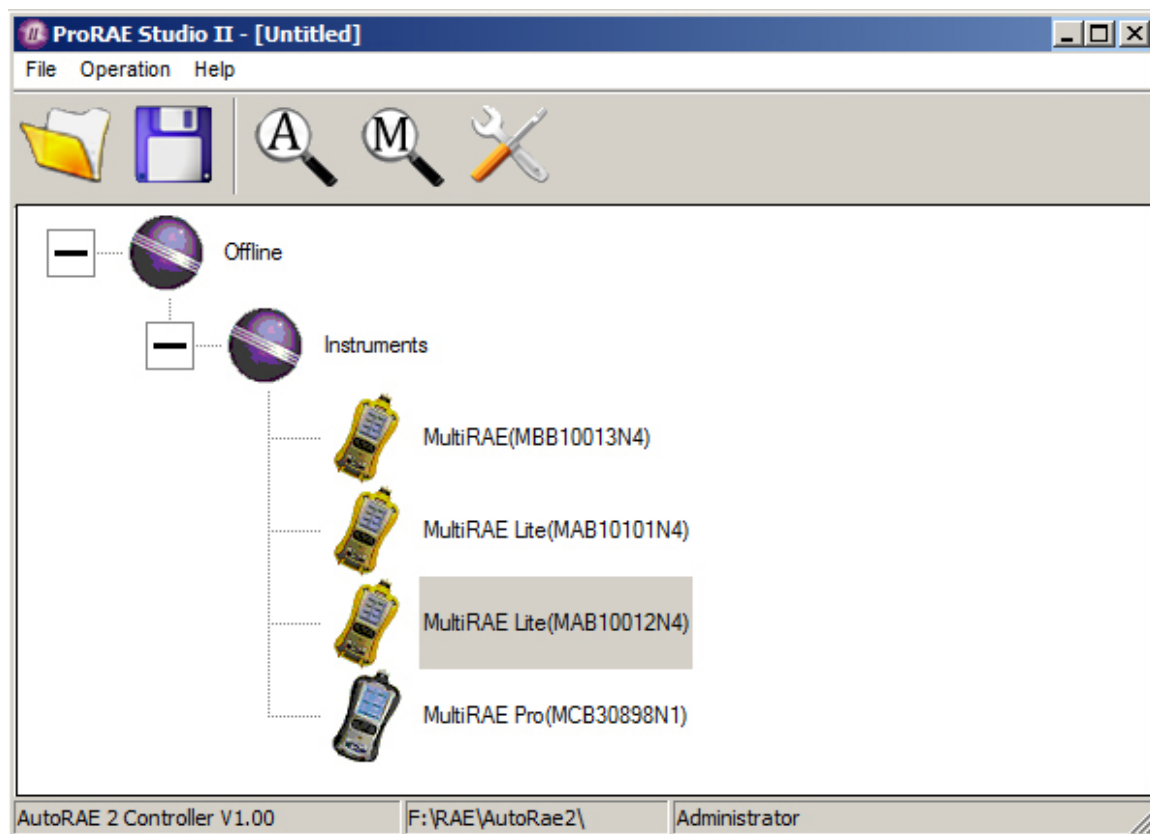 ProRAE Studio II - [Untitled]
File Operation Help
A M
Offline
Instruments
MultiRAE(MBB10013N4)
MultiRAE Lite(MAB10101N4)
MultiRAE Lite(MAB10012N4)
MultiRAE Pro(MCB30898N1)
AutoRAE 2 Controller V1.00 F:\RAE\AutoRae2\ Administrator